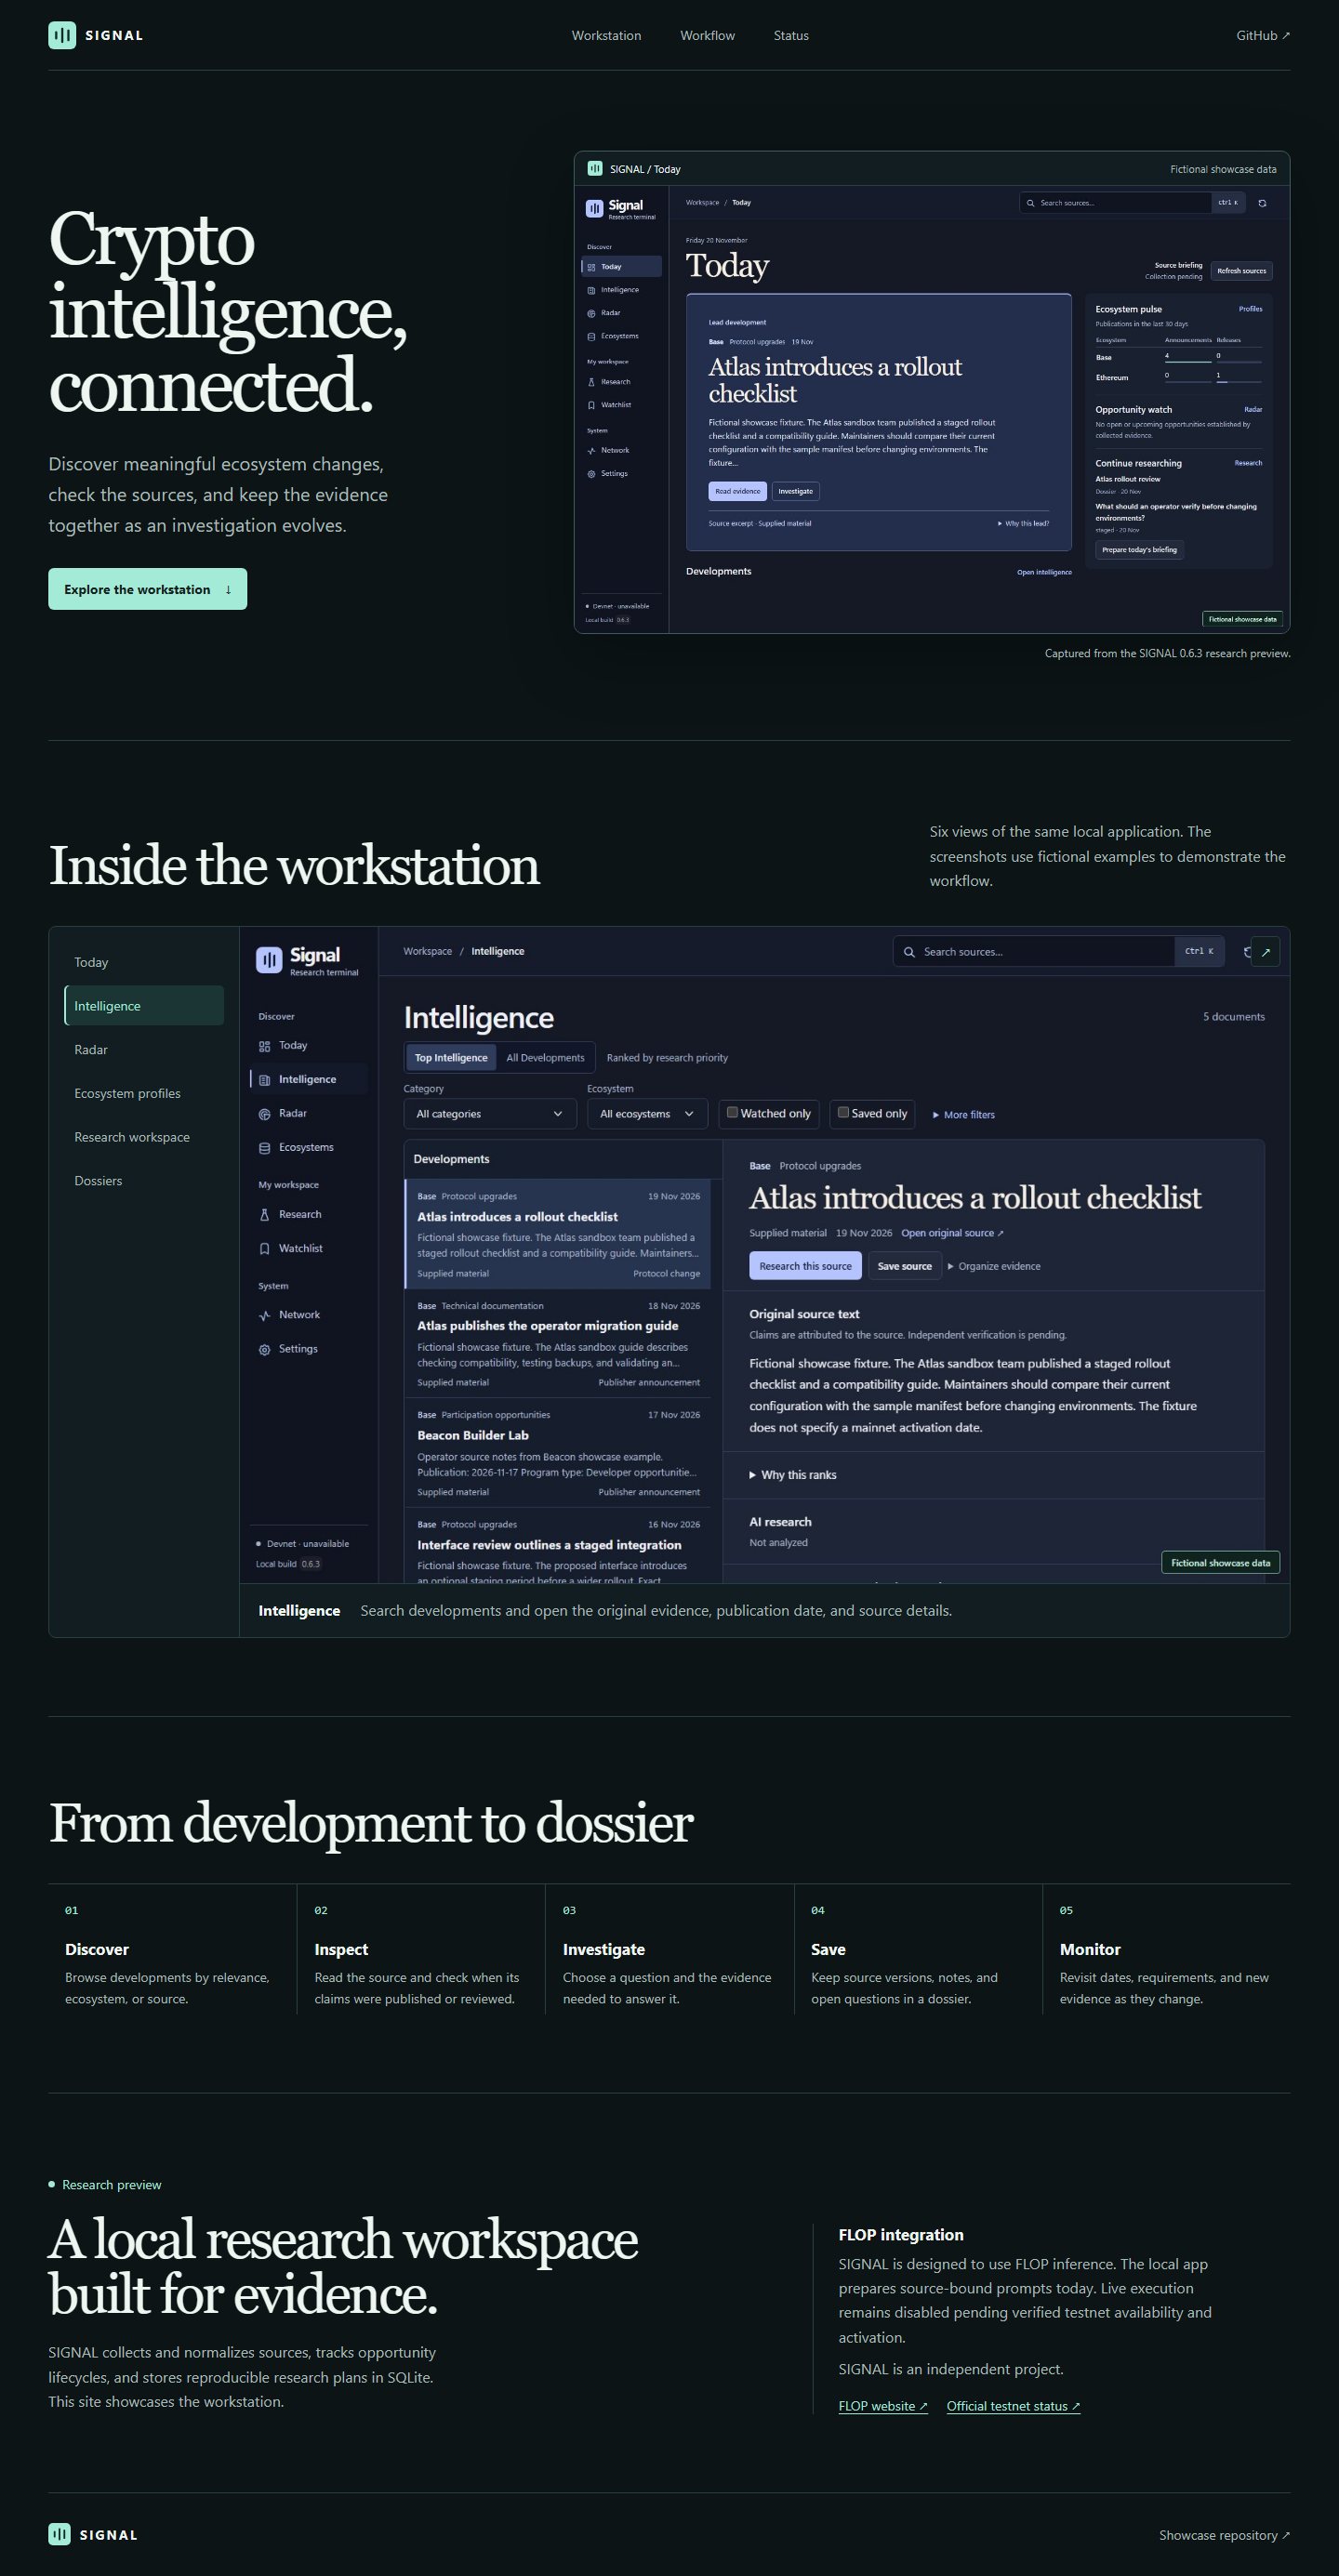 SIGNAL
Workstation
Workflow
Status
GitHub ↗
Crypto
intelligence,
connected.
Discover meaningful ecosystem changes,
check the sources, and keep the evidence
together as an investigation evolves.
Explore the workstation ↓
SIGNAL / Today
Fictional showcase data
Signal
Research terminal
Discover
Today
Intelligence
Radar
Ecosystems
My workspace
Research
Watchlist
System
Network
Settings
Devnet · unavailable
Local build 0.6.3
Workspace / Today
Search sources...
Ctrl K
Friday 20 November
Today
Source briefing
Collection pending
Refresh sources
Lead development
Base Protocol upgrades 19 Nov
Atlas introduces a rollout
checklist
Fictional showcase fixture. The Atlas sandbox team published a staged rollout
checklist and a compatibility guide. Maintainers should compare their current
configuration with the sample manifest before changing environments. The
fixture...
Read evidence
Investigate
Source excerpt · Supplied material
▶ Why this lead?
Developments
Open intelligence
Ecosystem pulse
Profiles
Publications in the last 30 days
Ecosystem Announcements Releases
Base 4 0
Ethereum 0 1
Opportunity watch
Radar
No open or upcoming opportunities established by
collected evidence.
Continue researching
Research
Atlas rollout review
Dossier · 20 Nov
What should an operator verify before changing
environments?
staged · 20 Nov
Prepare today's briefing
Fictional showcase data
Captured from the SIGNAL 0.6.3 research preview.
Inside the workstation
Six views of the same local application. The
screenshots use fictional examples to demonstrate the
workflow.
Today
Intelligence
Radar
Ecosystem profiles
Research workspace
Dossiers
Signal
Research terminal
Discover
Today
Intelligence
Radar
Ecosystems
My workspace
Research
Watchlist
System
Network
Settings
Devnet · unavailable
Local build 0.6.3
Workspace / Intelligence
Search sources...
Ctrl K
↗
Intelligence
5 documents
Top Intelligence
All Developments
Ranked by research priority
Category
All categories
Ecosystem
All ecosystems
Watched only
Saved only
▶ More filters
Developments
Base Protocol upgrades 19 Nov 2026
Atlas introduces a rollout checklist
Fictional showcase fixture. The Atlas sandbox team published a
staged rollout checklist and a compatibility guide. Maintainers...
Supplied material Protocol change
Base Technical documentation 18 Nov 2026
Atlas publishes the operator migration guide
Fictional showcase fixture. The Atlas sandbox guide describes
checking compatibility, testing backups, and validating an...
Supplied material Publisher announcement
Base Participation opportunities 17 Nov 2026
Beacon Builder Lab
Operator source notes from Beacon showcase example.
Publication: 2026-11-17 Program type: Developer opportunitie...
Supplied material Publisher announcement
Base Protocol upgrades 16 Nov 2026
Interface review outlines a staged integration
Fictional showcase fixture. The proposed interface introduces
an optional staging period before a wider rollout. Exact
Base Protocol upgrades
Atlas introduces a rollout checklist
Supplied material 19 Nov 2026 Open original source ↗
Research this source
Save source
▶ Organize evidence
Original source text
Claims are attributed to the source. Independent verification is pending.
Fictional showcase fixture. The Atlas sandbox team published a staged rollout
checklist and a compatibility guide. Maintainers should compare their current
configuration with the sample manifest before changing environments. The fixture
does not specify a mainnet activation date.
▶ Why this ranks
AI research
Not analyzed
Fictional showcase data
Intelligence Search developments and open the original evidence, publication date, and source details.
From development to dossier
01
Discover
Browse developments by relevance,
ecosystem, or source.
02
Inspect
Read the source and check when its
claims were published or reviewed.
03
Investigate
Choose a question and the evidence
needed to answer it.
04
Save
Keep source versions, notes, and
open questions in a dossier.
05
Monitor
Revisit dates, requirements, and new
evidence as they change.
Research preview
A local research workspace
built for evidence.
SIGNAL collects and normalizes sources, tracks opportunity
lifecycles, and stores reproducible research plans in SQLite.
This site showcases the workstation.
FLOP integration
SIGNAL is designed to use FLOP inference. The local app
prepares source-bound prompts today. Live execution
remains disabled pending verified testnet availability and
activation.
SIGNAL is an independent project.
FLOP website ↗
Official testnet status ↗
SIGNAL
Showcase repository ↗